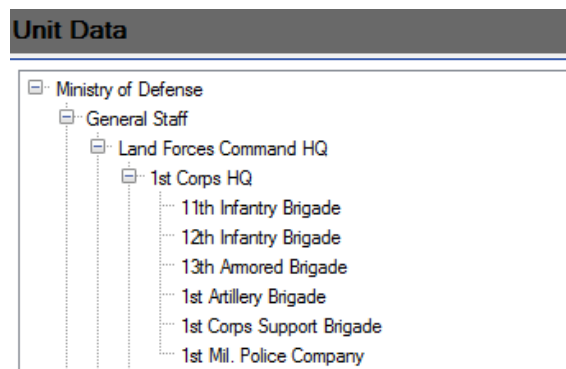 Unit Data
Ministry of Defense
General Staff
Land Forces Command HQ
1st Corps HQ
11th Infantry Brigade
12th Infantry Brigade
13th Armored Brigade
1st Artillery Brigade
1st Corps Support Brigade
1st Mil. Police Company